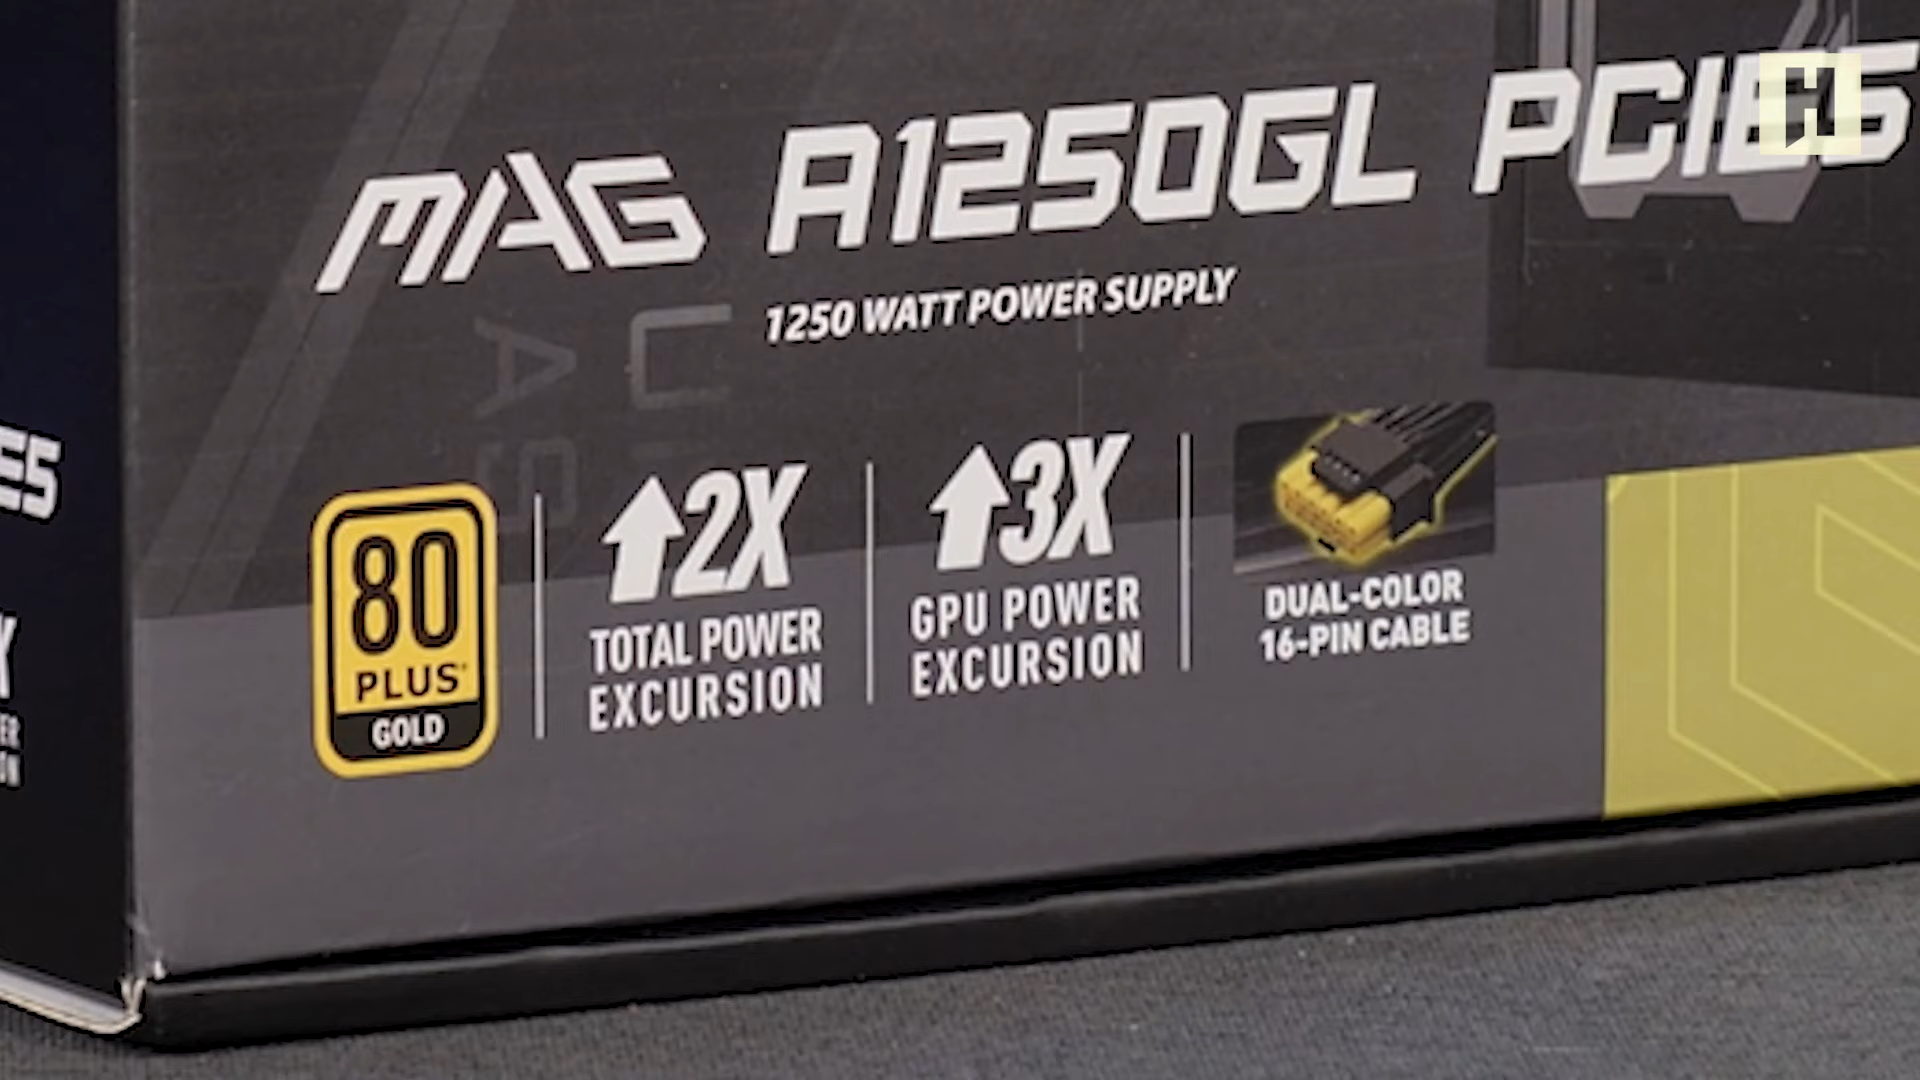 MAG A1250GL PCIE5
1250 WATT POWER SUPPLY
80
PLUS
GOLD
2X
TOTAL POWER
EXCURSION
3X
GPU POWER
EXCURSION
DUAL-COLOR
16-PIN CABLE